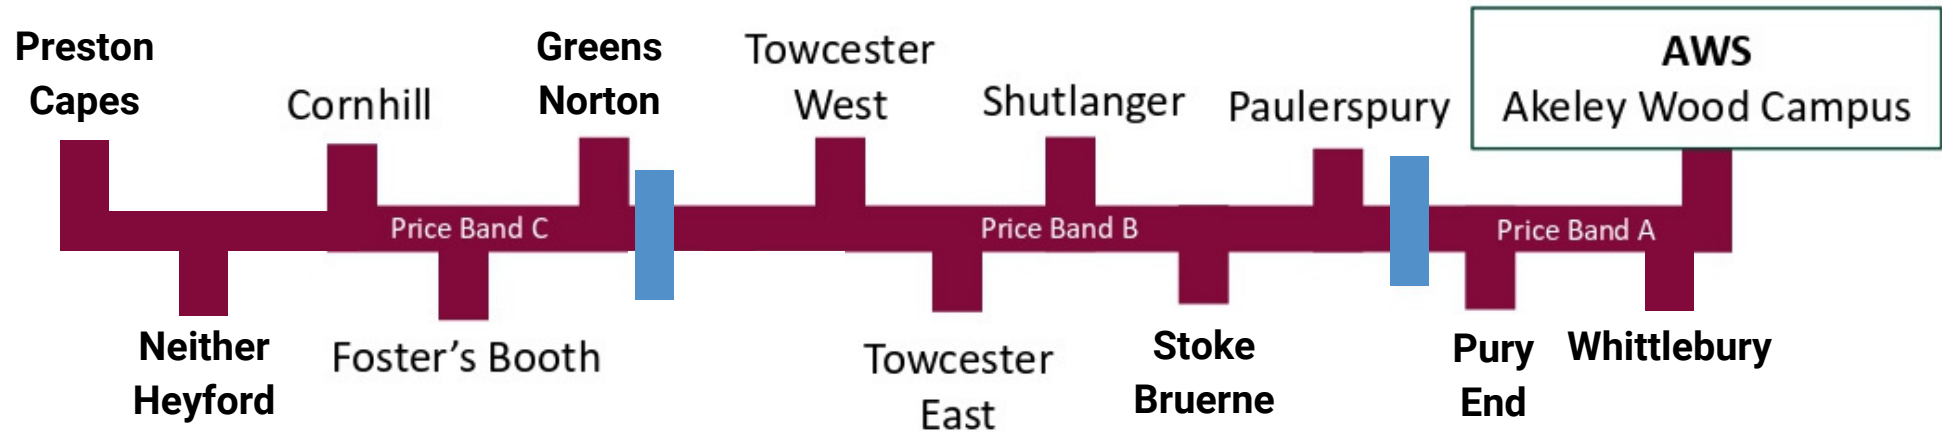 Preston
Capes
Cornhill
Greens
Norton
Towcester
West
Shutlanger
Paulerspury
AWS
Akeley Wood Campus
Price Band C
Price Band B
Price Band A
Neither
Heyford
Foster's Booth
Towcester
East
Stoke
Bruerne
Pury
End
Whittlebury